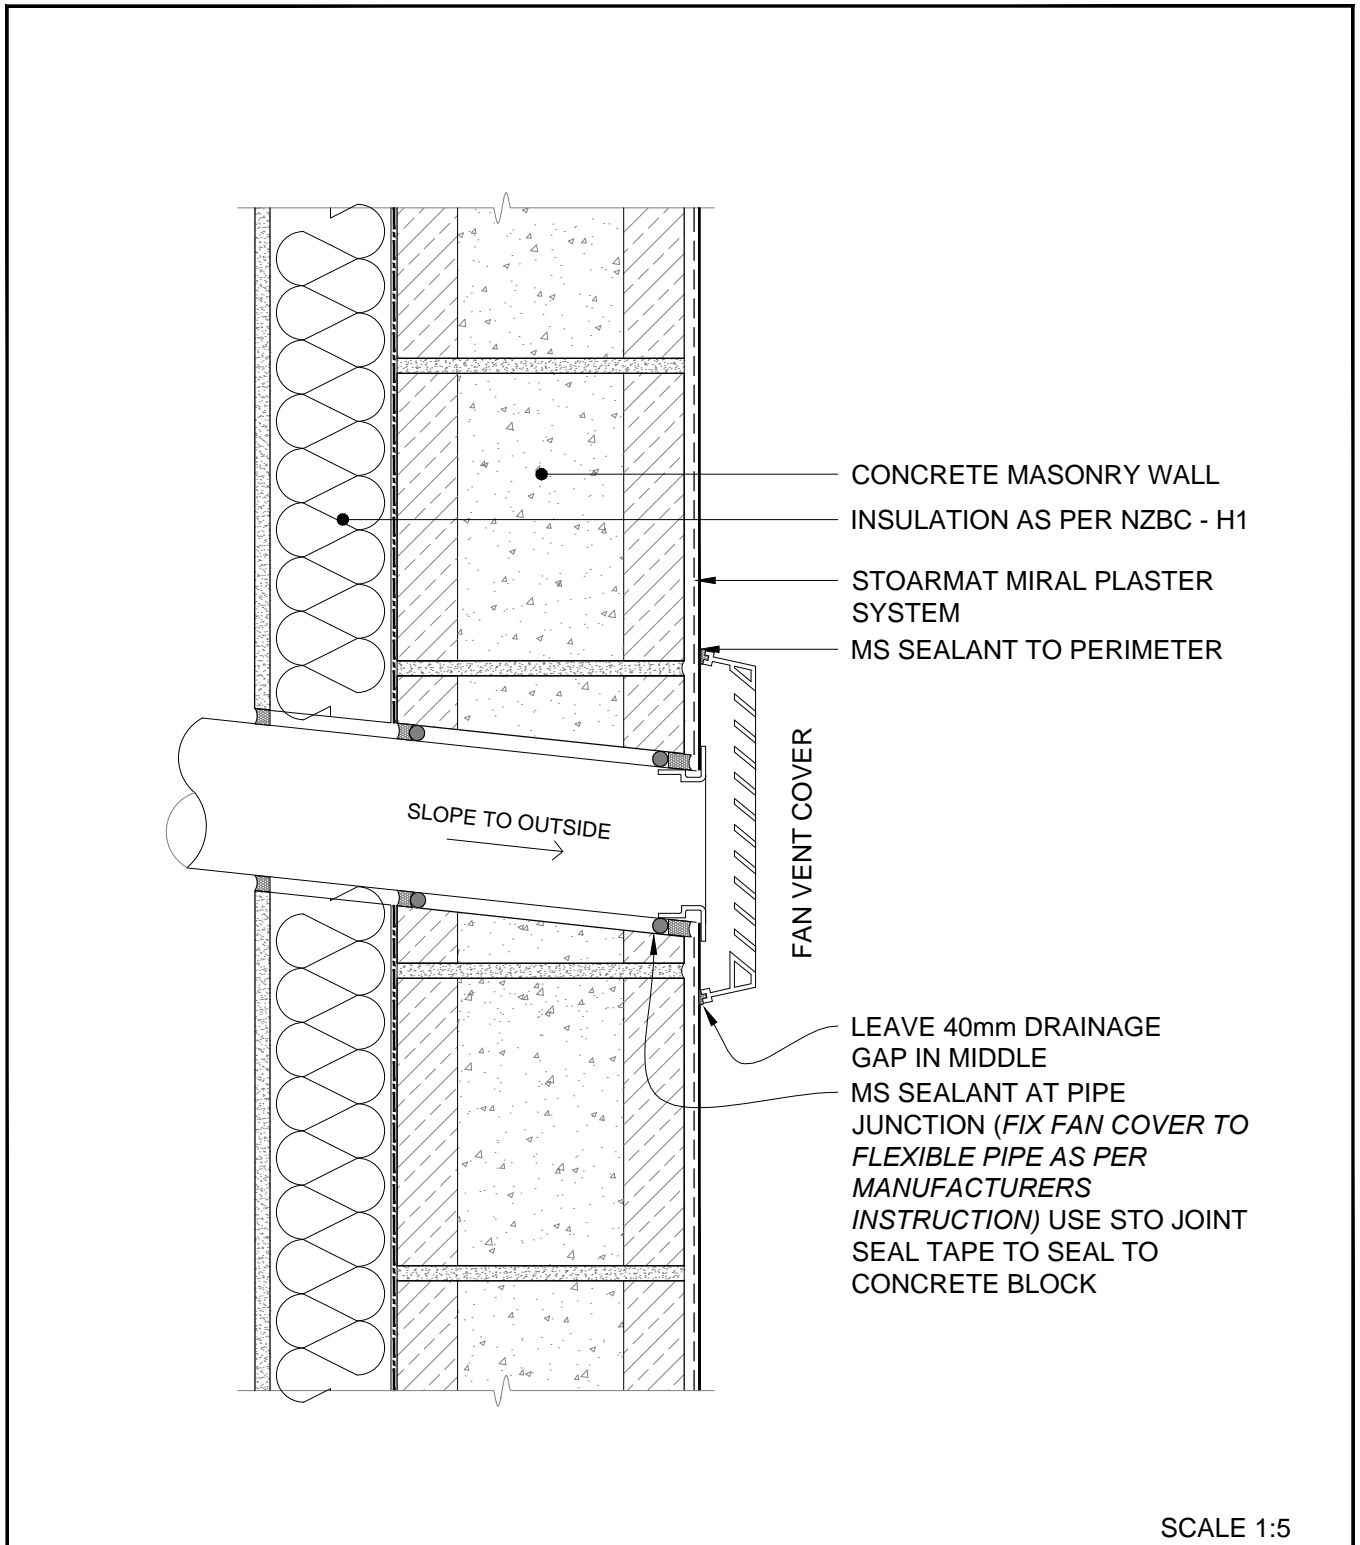 CONCRETE MASONRY WALL
INSULATION AS PER NZBC - H1
STOARMAT MIRAL PLASTER
SYSTEM
MS SEALANT TO PERIMETER
SLOPE TO OUTSIDE
FAN VENT COVER
LEAVE 40mm DRAINAGE
GAP IN MIDDLE
MS SEALANT AT PIPE
JUNCTION (FIX FAN COVER TO
FLEXIBLE PIPE AS PER
MANUFACTURERS
INSTRUCTION) USE STO JOINT
SEAL TAPE TO SEAL TO
CONCRETE BLOCK
SCALE 1:5